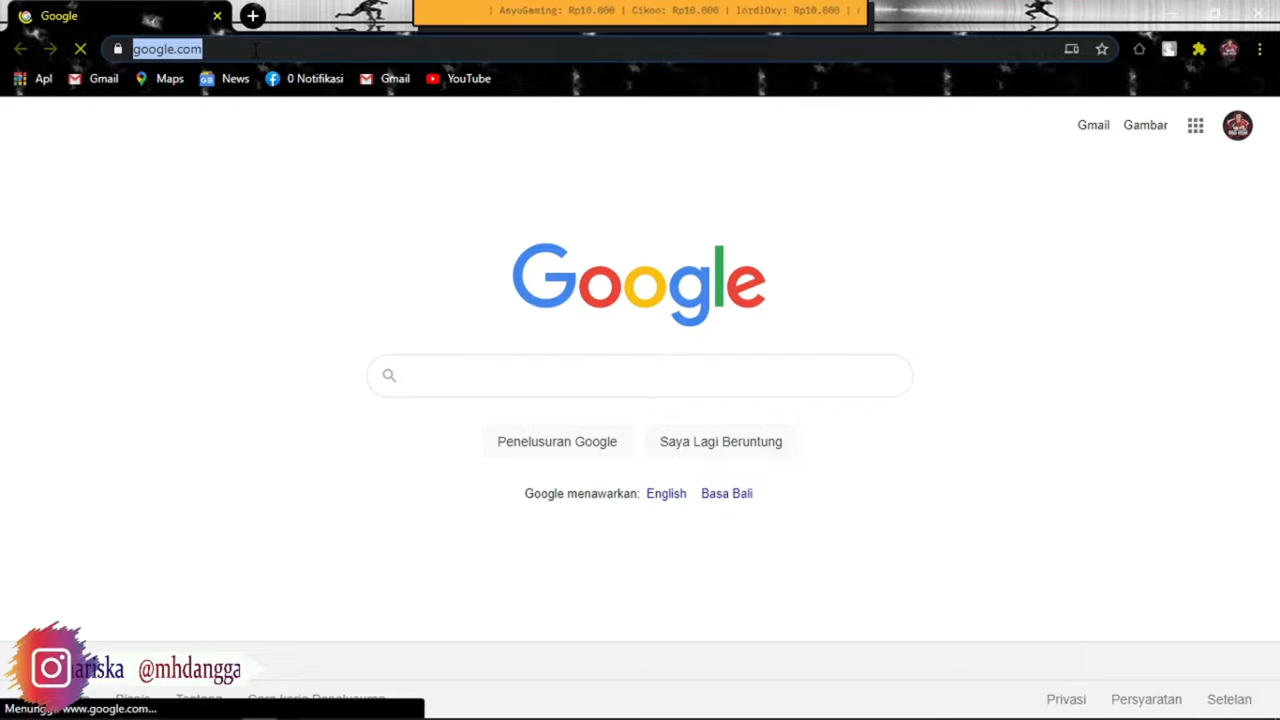 Google
| AsyuGaming: Rp10.000 | Cikoo: Rp10.000 | lordlOxy: Rp10.000 |
google.com
Apl Gmail Maps News 0 Notifikasi Gmail YouTube
Gmail Gambar
Google
Penelusuran Google Saya Lagi Beruntung
Google menawarkan: English Basa Bali
ariska @mhdangga
Privasi Persyaratan Setelan
www.google.com...